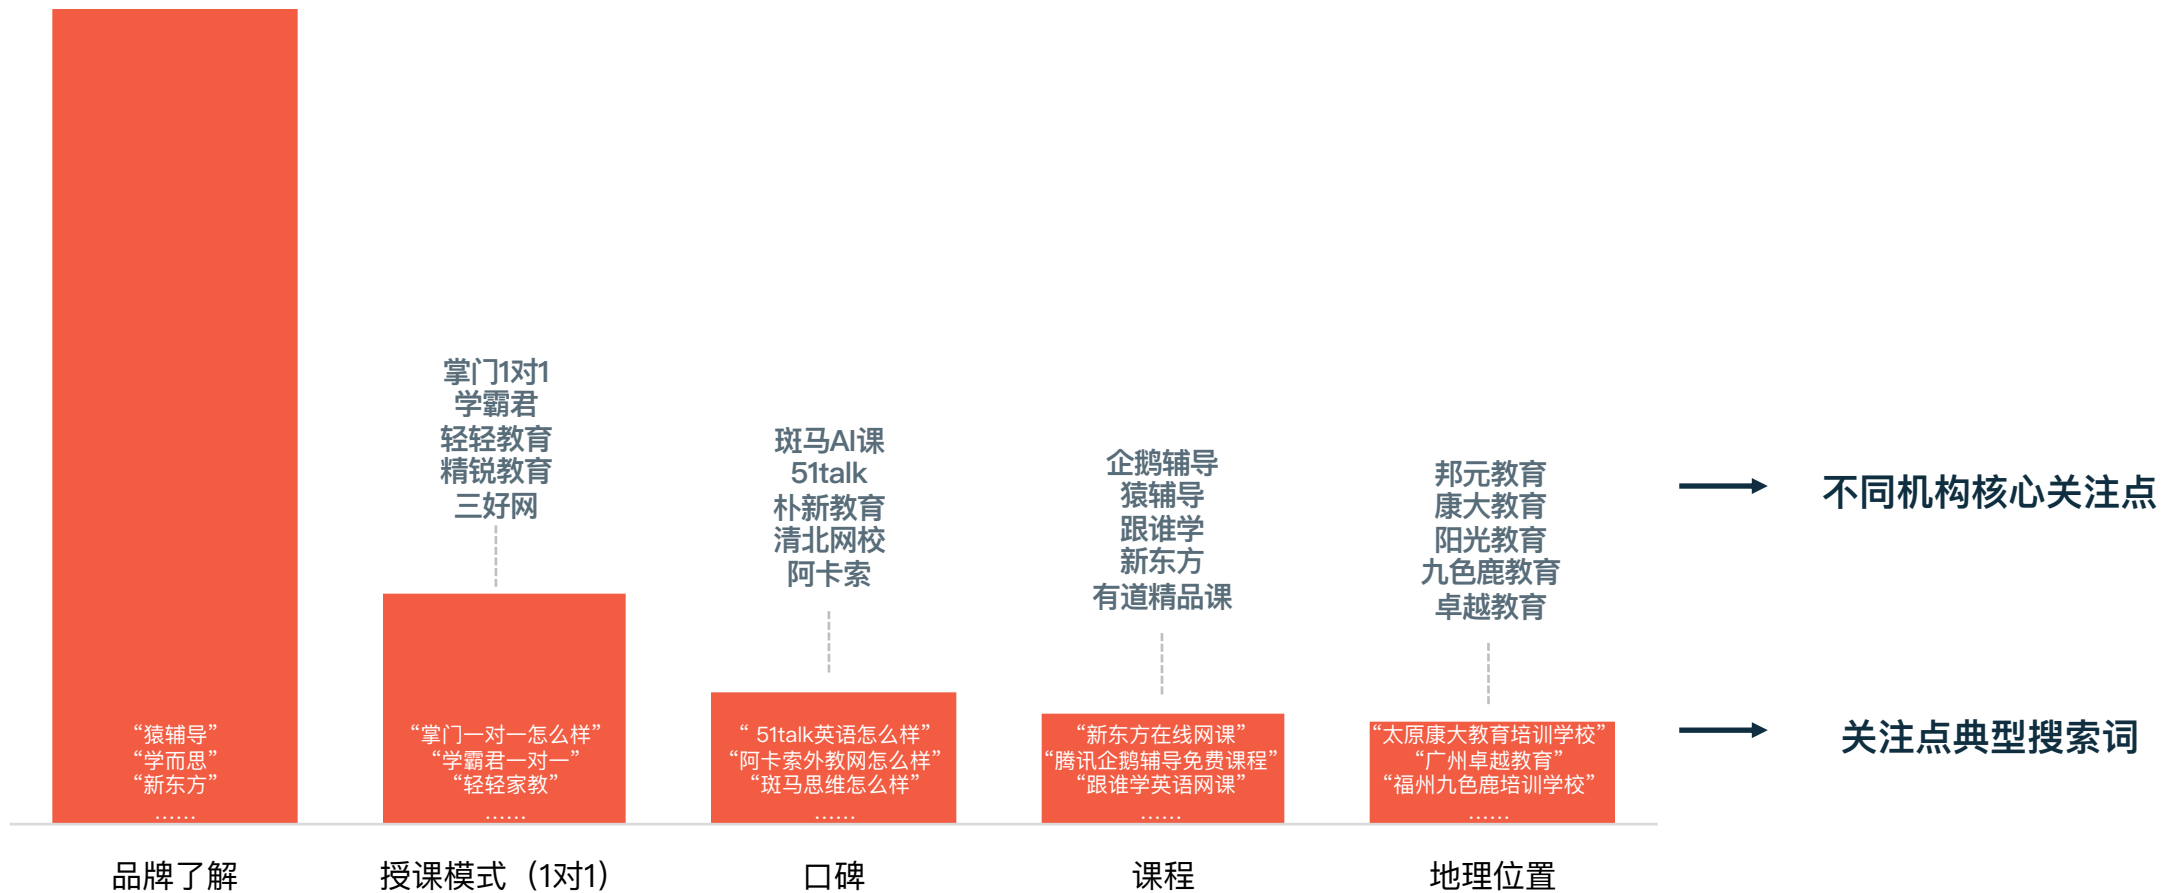 掌门1对1
学霸君
轻轻教育
精锐教育
三好网
斑马AI课
51talk
朴新教育
清北网校
阿卡索
企鹅辅导
猿辅导
跟谁学
新东方
有道精品课
邦元教育
康大教育
阳光教育
九色鹿教育
卓越教育
不同机构核心关注点
“猿辅导”
“学而思”
“新东方”
……
“掌门一对一怎么样”
“学霸君一对一”
“轻轻家教”
……
“ 51talk英语怎么样”
“阿卡索外教网怎么样”
“斑马思维怎么样”
……
“新东方在线网课”
“腾讯企鹅辅导免费课程”
“跟谁学英语网课”
……
“太原康大教育培训学校”
“广州卓越教育”
“福州九色鹿培训学校”
……
关注点典型搜索词
品牌了解
授课模式（1对1）
口碑
课程
地理位置